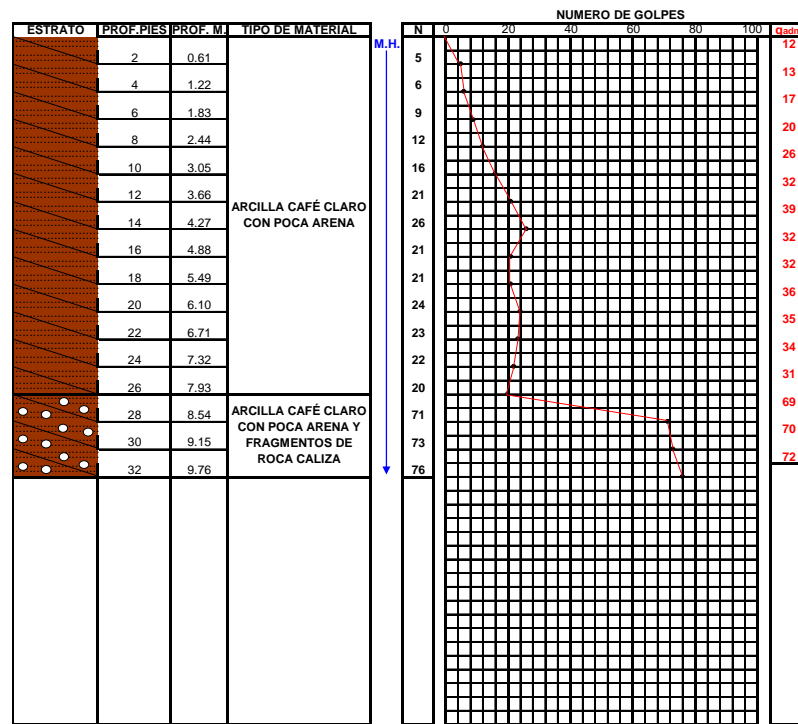 NUMERO DE GOLPES
ESTRATO PROF.PIES PROF. M. TIPO DE MATERIAL N 0 20 40 60 80 100 qadm
M.H. 12
2 0.61 5 13
4 1.22 6 17
6 1.83 9 20
8 2.44 12 26
10 3.05 16 32
12 3.66 21 39
ARCILLA CAFÉ CLARO
CON POCA ARENA
14 4.27 26 32
16 4.88 21 32
18 5.49 21 36
20 6.10 24 35
22 6.71 23 34
24 7.32 22 31
26 7.93 20 69
28 8.54 71 70
ARCILLA CAFÉ CLARO
CON POCA ARENA Y
FRAGMENTOS DE
ROCA CALIZA
30 9.15 73 72
32 9.76 76